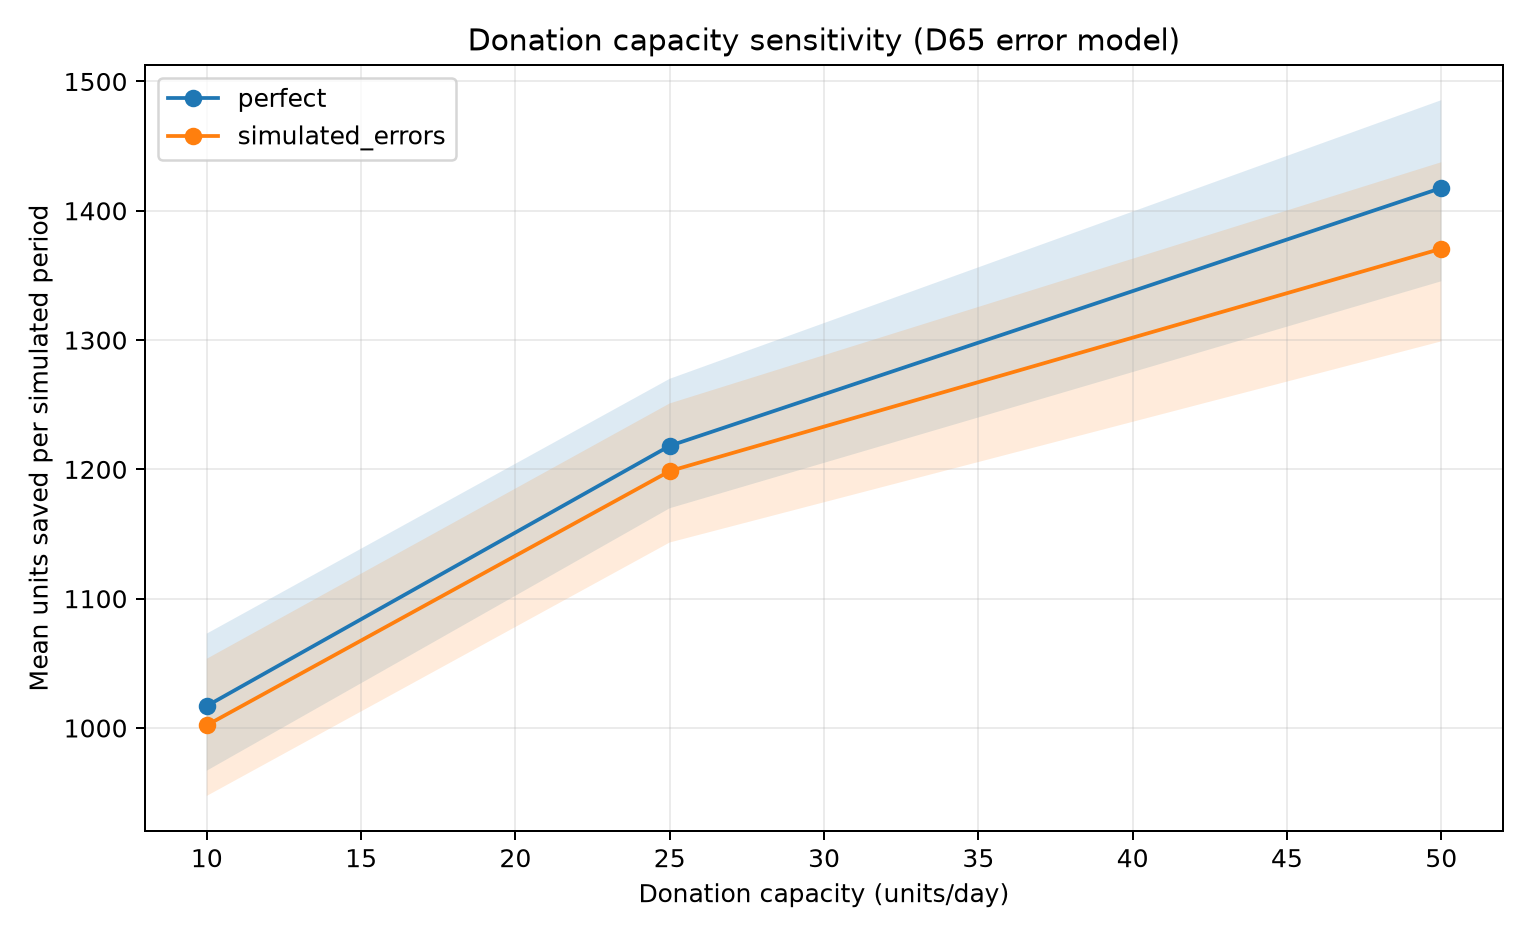 Donation capacity sensitivity (D65 error model)
perfect
simulated_errors
Mean units saved per simulated period
1500
1400
1300
1200
1100
1000
10 15 20 25 30 35 40 45 50
Donation capacity (units/day)